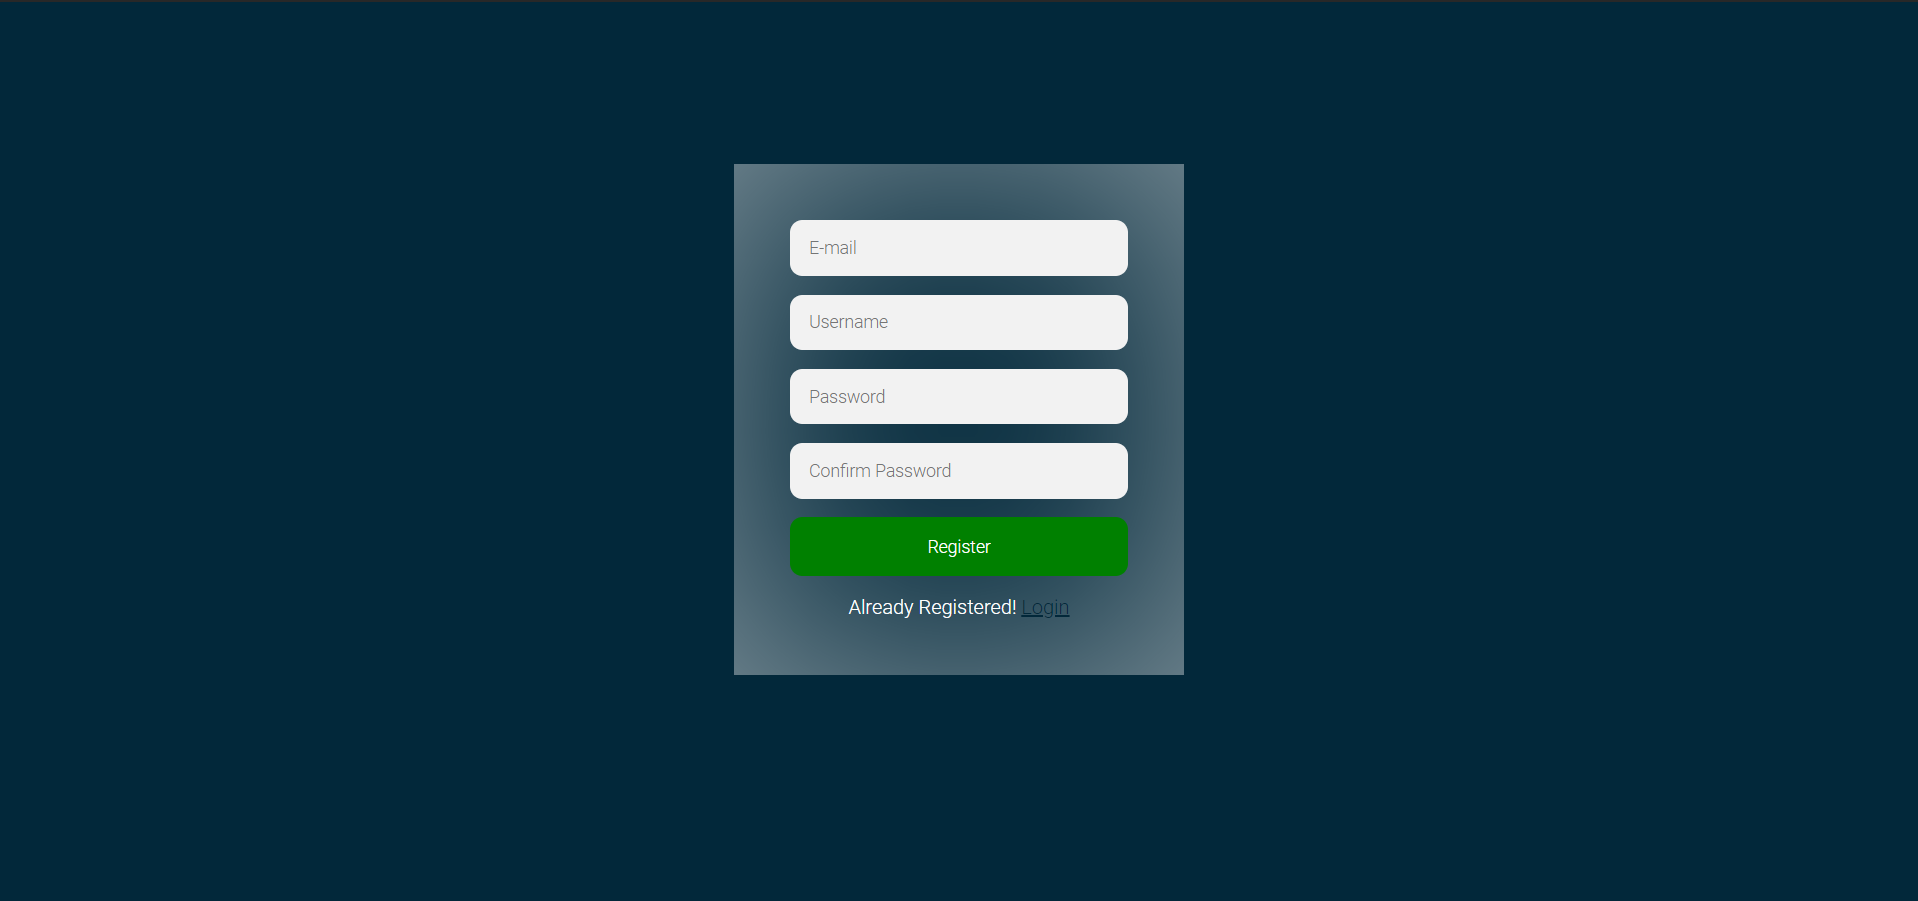 E-mail
Username
Password
Confirm Password
Register
Already Registered! Login